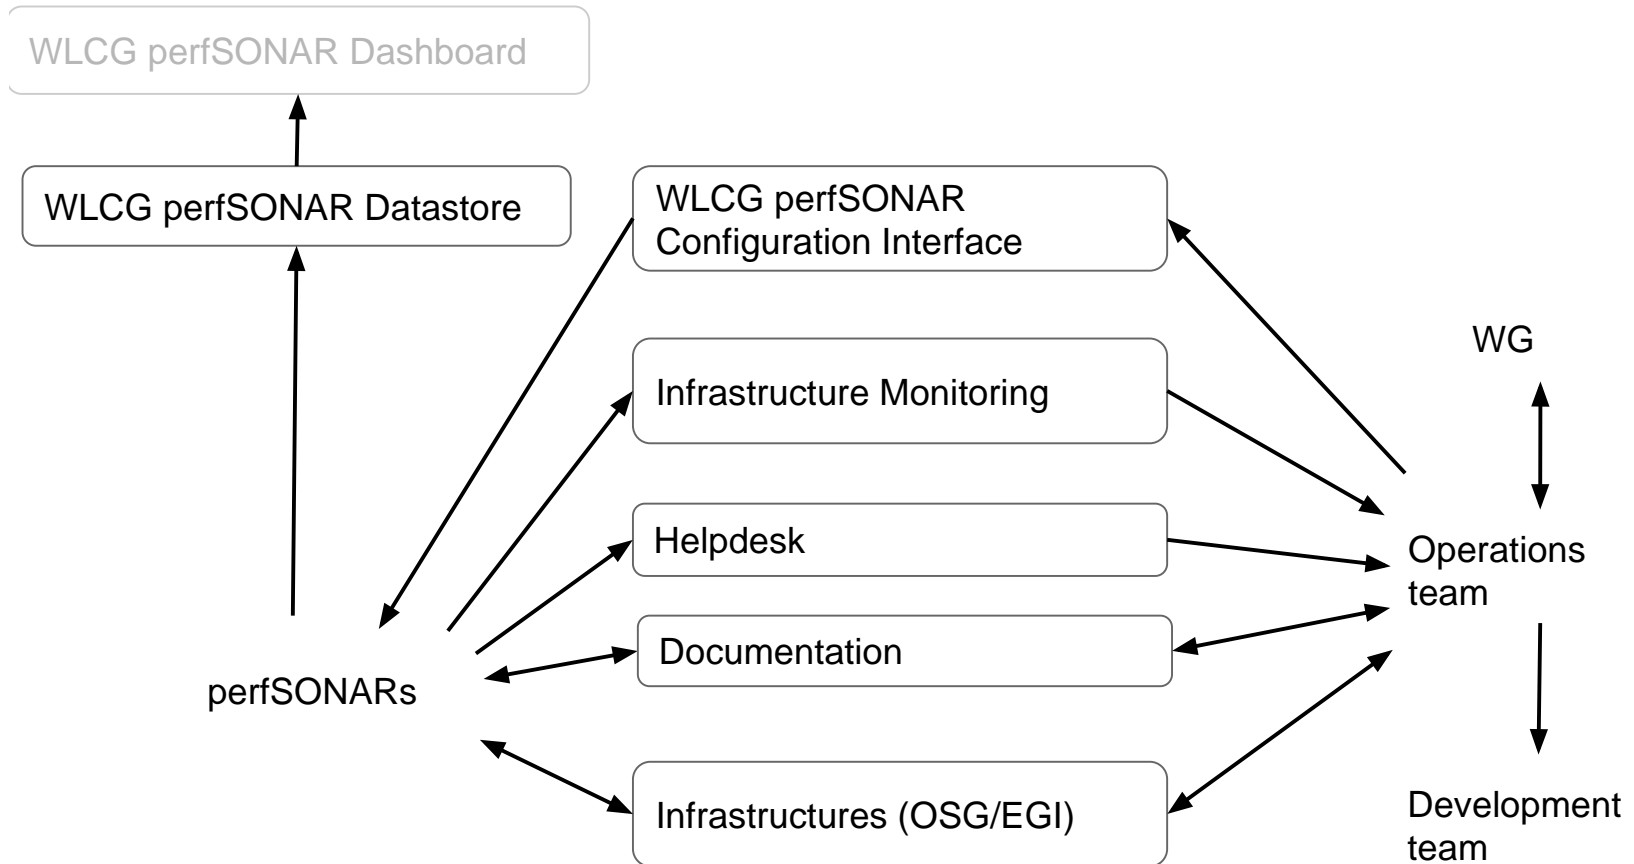 WLCG perfSONAR Dashboard
WLCG perfSONAR Datastore
WLCG perfSONAR
Configuration Interface
WG
Infrastructure Monitoring
Helpdesk
Operations
team
Documentation
perfSONARs
Infrastructures (OSG/EGI)
Development
team